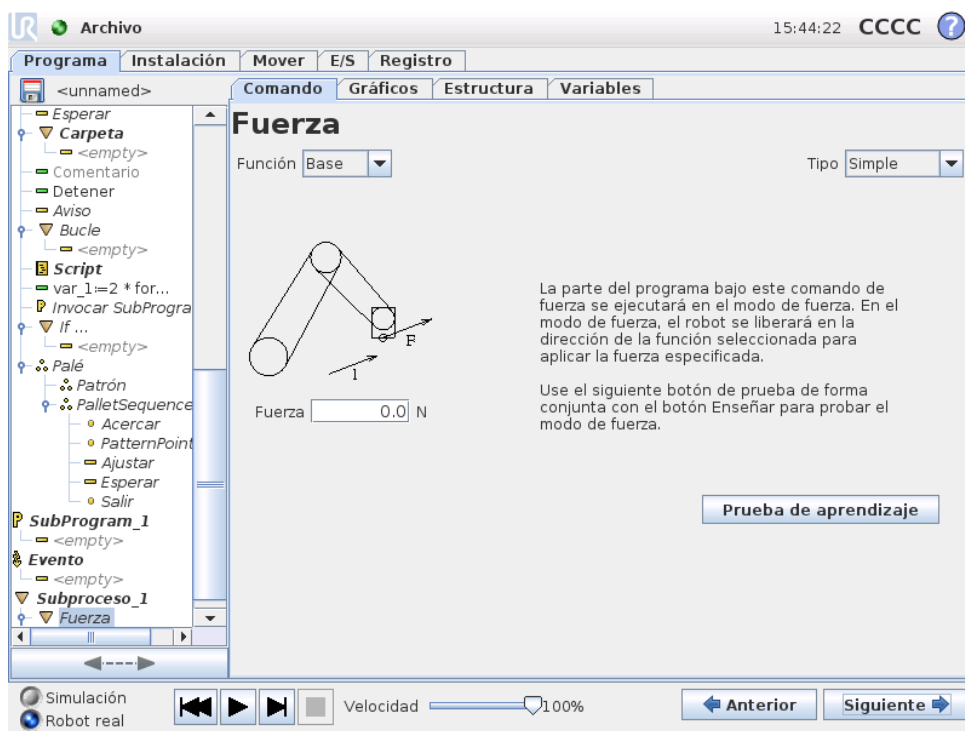 UR Archivo 15:44:22 CCCC ?
Programa Instalación Mover E/S Registro
<unnamed> Comando Gráficos Estructura Variables
Esperar
Carpeta
<empty>
Comentario
Detener
Aviso
Bucle
<empty>
Script
var_1:=2 * for...
Invocar SubProgra
If ...
<empty>
Palé
Patrón
PalletSequence
Acercar
PatternPoint
Ajustar
Esperar
Salir
P SubProgram_1
<empty>
Evento
<empty>
Subproceso_1
Fuerza
Fuerza
Función Base Tipo Simple
F
1
Fuerza 0.0 N
La parte del programa bajo este comando de
fuerza se ejecutará en el modo de fuerza. En el
modo de fuerza, el robot se liberará en la
dirección de la función seleccionada para
aplicar la fuerza especificada.
Use el siguiente botón de prueba de forma
conjunta con el botón Enseñar para probar el
modo de fuerza.
Prueba de aprendizaje
Simulación
Robot real
Velocidad 100%
Anterior Siguiente